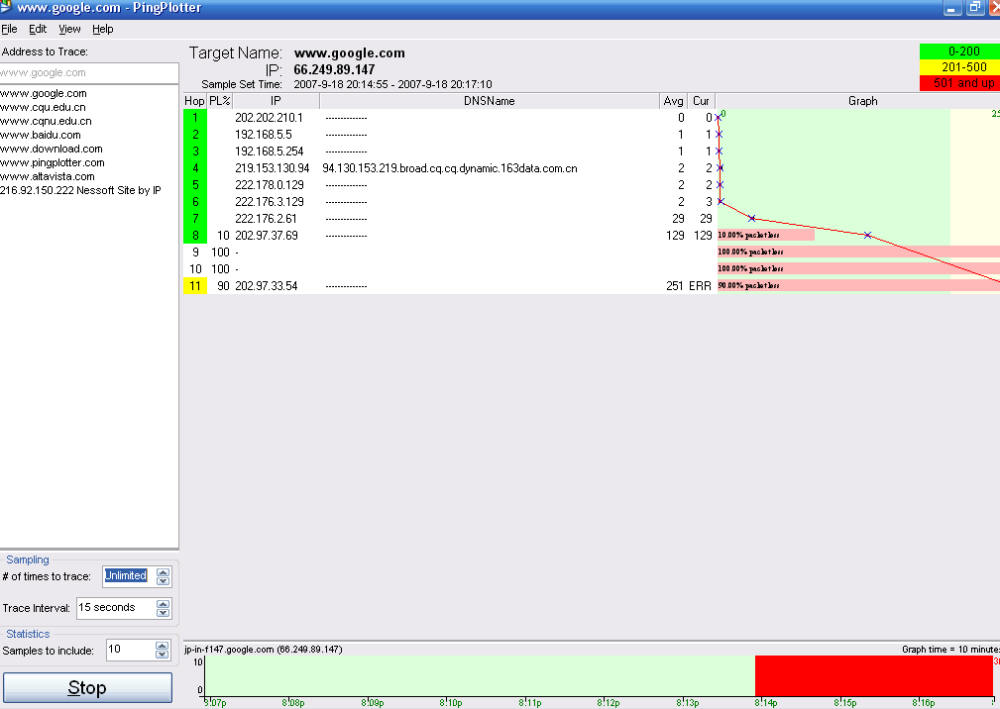 www.google.com - PingPlotter
File Edit View Help
Address to Trace:
www.google.com
www.google.com
www.cqu.edu.cn
www.cqnu.edu.cn
www.baidu.com
www.download.com
www.pingplotter.com
www.altavista.com
216.92.150.222 Nessoft Site by IP
Sampling
# of times to trace: Unlimited
Trace Interval: 15 seconds
Statistics
Samples to include: 10
Stop
Target Name: www.google.com
IP: 66.249.89.147
Sample Set Time: 2007-9-18 20:14:55 - 2007-9-18 20:17:10
0-200
201-500
501 and up
Hop PL% IP DNSName Avg Cur Graph
0 25
1 202.202.210.1 ------------- 0 0
2 192.168.5.5 ------------- 1 1
3 192.168.5.254 ------------- 1 1
4 219.153.130.94 94.130.153.219.broad.cq.cq.dynamic.163data.com.cn 2 2
5 222.178.0.129 ------------- 2 2
6 222.176.3.129 ------------- 2 3
7 222.176.2.61 ------------- 29 29
8 10 202.97.37.69 ------------- 129 129 10.00% packet loss
9 100 - 100.00% packet loss
10 100 - 100.00% packet loss
11 90 202.97.33.54 ------------- 251 ERR 90.00% packet loss
jp-in-f147.google.com (66.249.89.147) Graph time = 10 minute
10
0
8:07p 8:08p 8:09p 8:10p 8:11p 8:12p 8:13p 8:14p 8:15p 8:16p